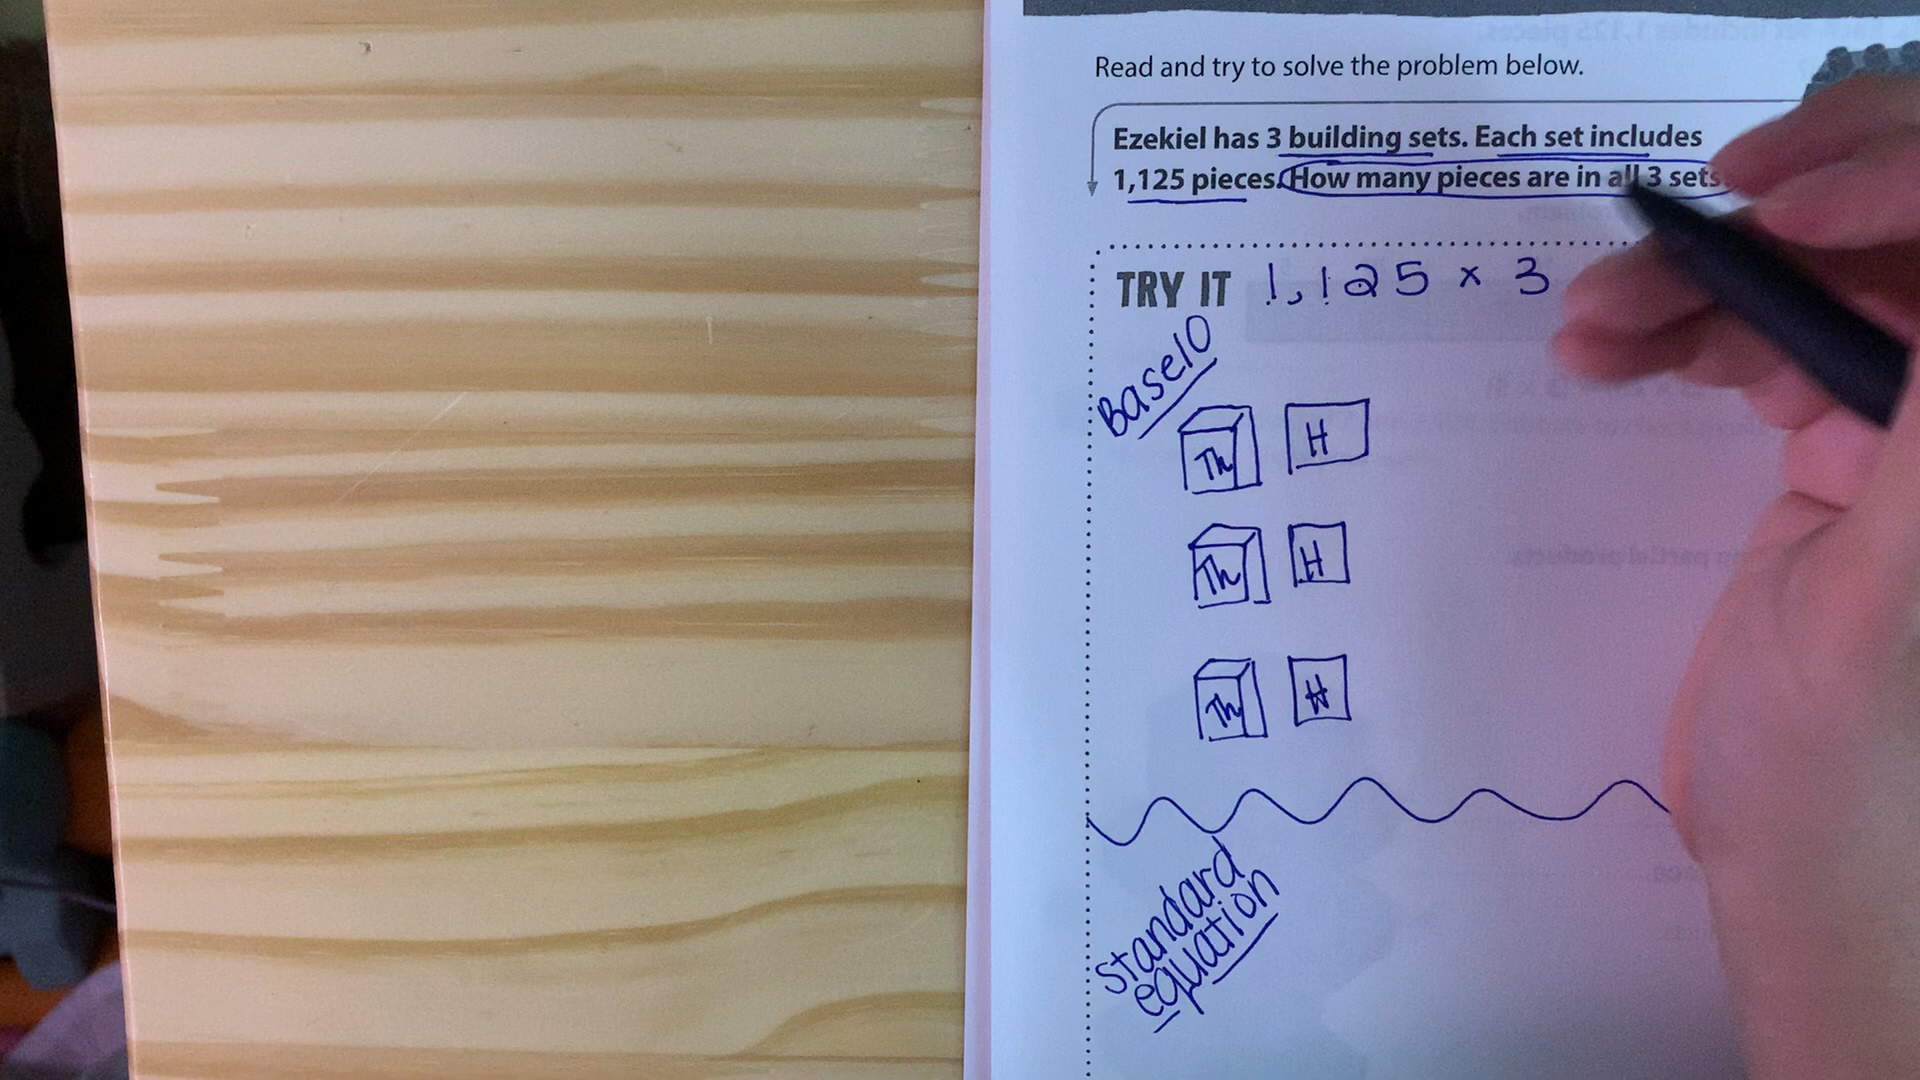 Read and try to solve the problem below.
Ezekiel has 3 building sets. Each set includes
1,125 pieces. How many pieces are in all 3 sets
TRY IT 1,125 x 3
Base10
Th H
Th H
Th H
Standard
equation